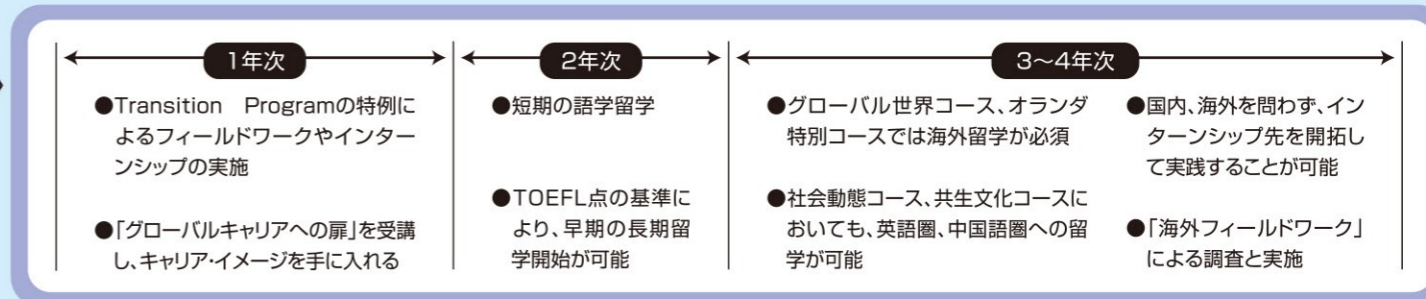 1年次
●Transition Programの特例に
よるフィールドワークやインター
ンシップの実施
●「グローバルキャリアへの扉」を受講
し、キャリア・イメージを手に入れる
2年次
●短期の語学留学
●TOEFL点の基準に
より、早期の長期留
学開始が可能
3〜4年次
●グローバル世界コース、オランダ
特別コースでは海外留学が必須
●社会動態コース、共生文化コースに
おいても、英語圏、中国語圏への留
学が可能
●国内、海外を問わず、イン
ターンシップ先を開拓し
て実践することが可能
●「海外フィールドワーク」
による調査と実施